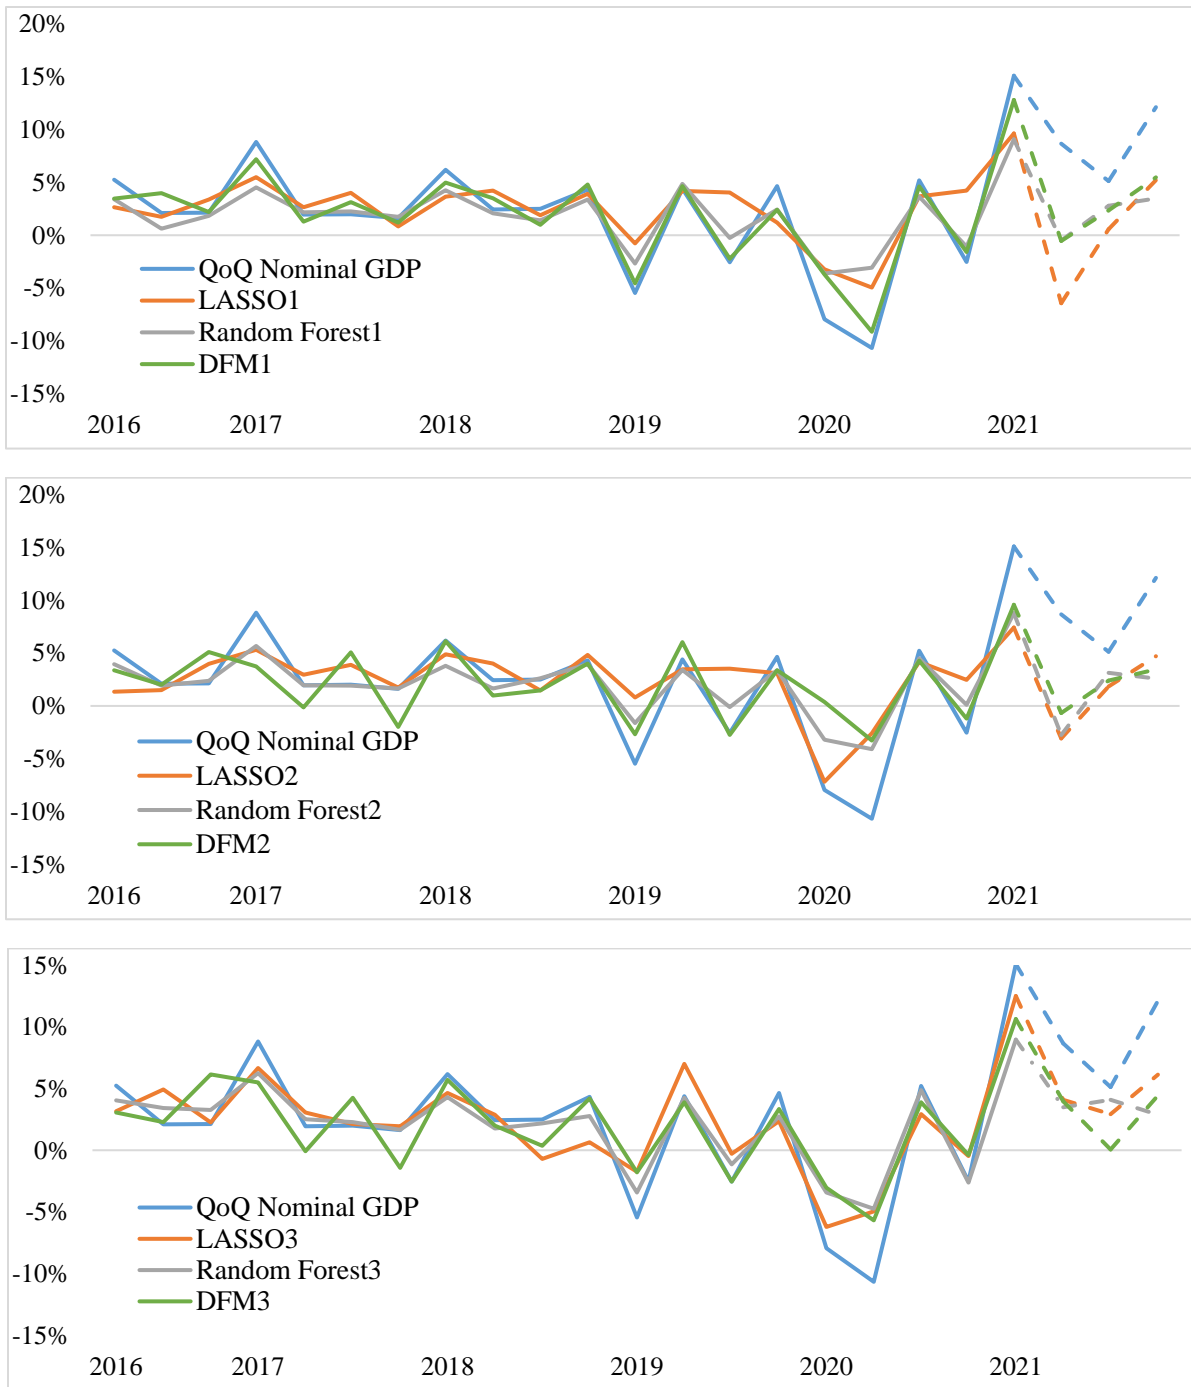 20%
15%
10%
5%
0%
-5%
-10%
-15%
QoQ Nominal GDP
LASSO1
Random Forest1
DFM1
2016 2017 2018 2019 2020 2021
20%
15%
10%
5%
0%
-5%
-10%
-15%
QoQ Nominal GDP
LASSO2
Random Forest2
DFM2
2016 2017 2018 2019 2020 2021
15%
10%
5%
0%
-5%
-10%
-15%
QoQ Nominal GDP
LASSO3
Random Forest3
DFM3
2016 2017 2018 2019 2020 2021